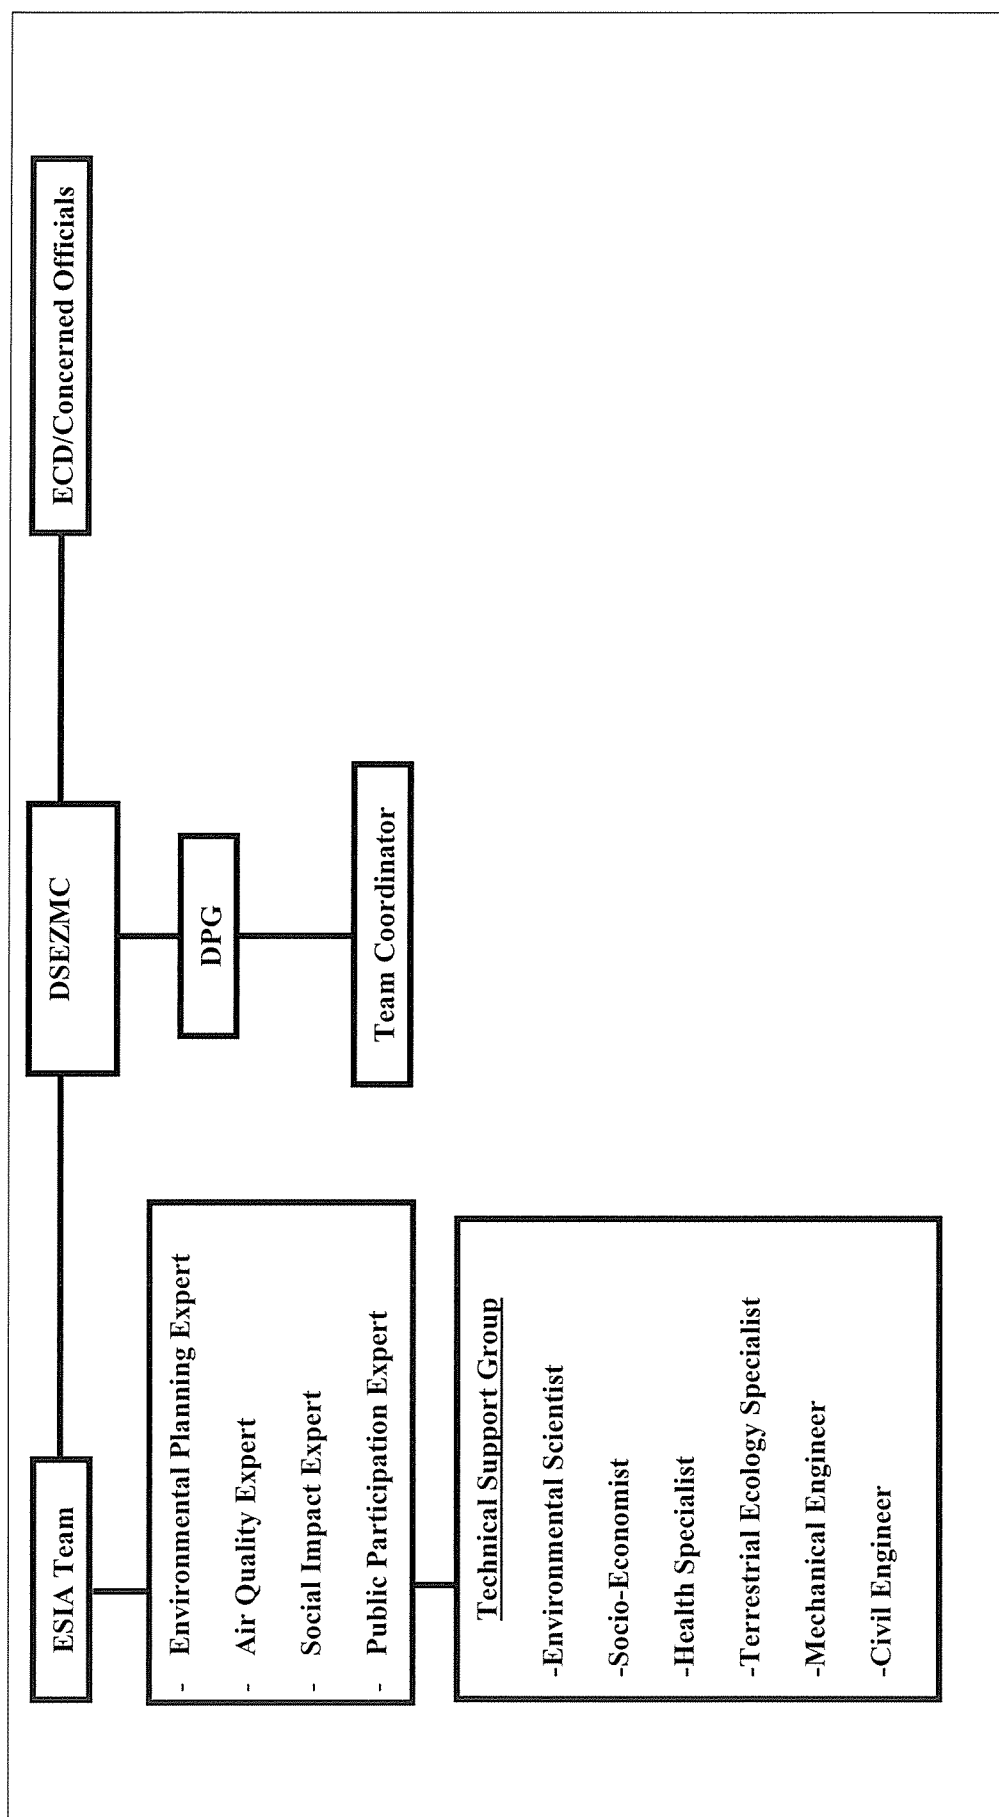 ESIA Team
DSEZMC
ECD/Concerned Officials
- Environmental Planning Expert
- Air Quality Expert
- Social Impact Expert
- Public Participation Expert
DPG
Team Coordinator
Technical Support Group
-Environmental Scientist
-Socio-Economist
-Health Specialist
-Terrestrial Ecology Specialist
-Mechanical Engineer
-Civil Engineer